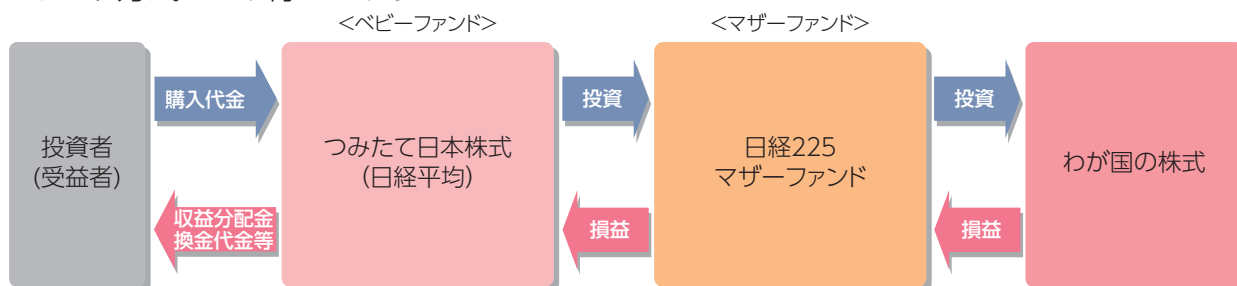 <ベビーファンド>
<マザーファンド>
投資者
(受益者)
購入代金
収益分配金
換金代金等
つみたて日本株式
(日経平均)
投資
損益
日経225
マザーファンド
投資
損益
わが国の株式